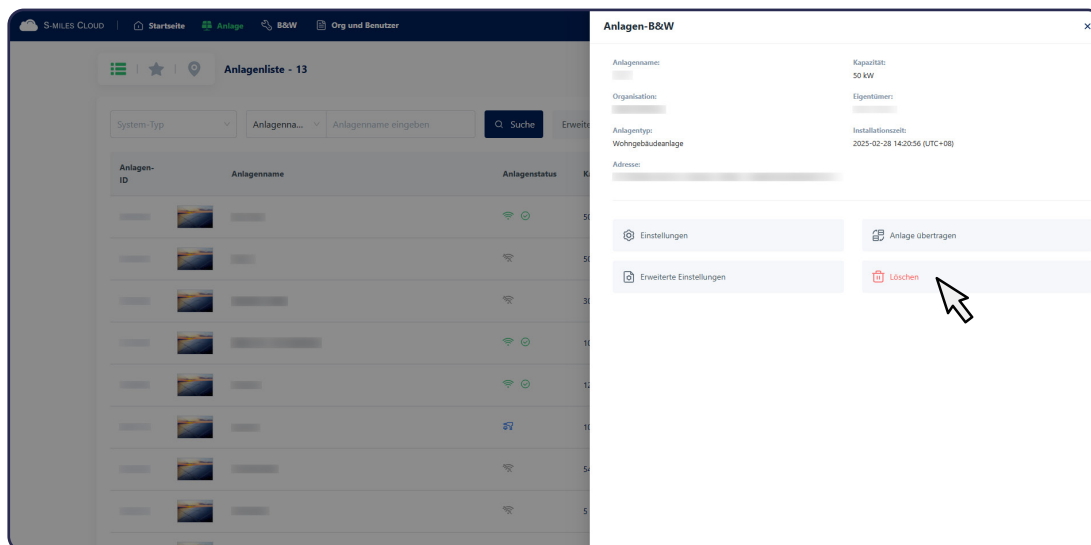 S-MILES CLOUD
Startseite
Anlage
B&W
Org und Benutzer
Anlagenliste - 13
System-Typ
Anlagenna...
Anlagenname eingeben
Suche
Anlagen-
ID
Anlagenname
Anlagenstatus
Anlagen-B&W
Anlagenname:
Kapazität:
50 kW
Organisation:
Eigentümer:
Anlagentyp:
Installationszeit:
Wohngebäudeanlage
2025-02-28 14:20:56 (UTC+08)
Adresse:
Einstellungen
Anlage übertragen
Erweiterte Einstellungen
Löschen